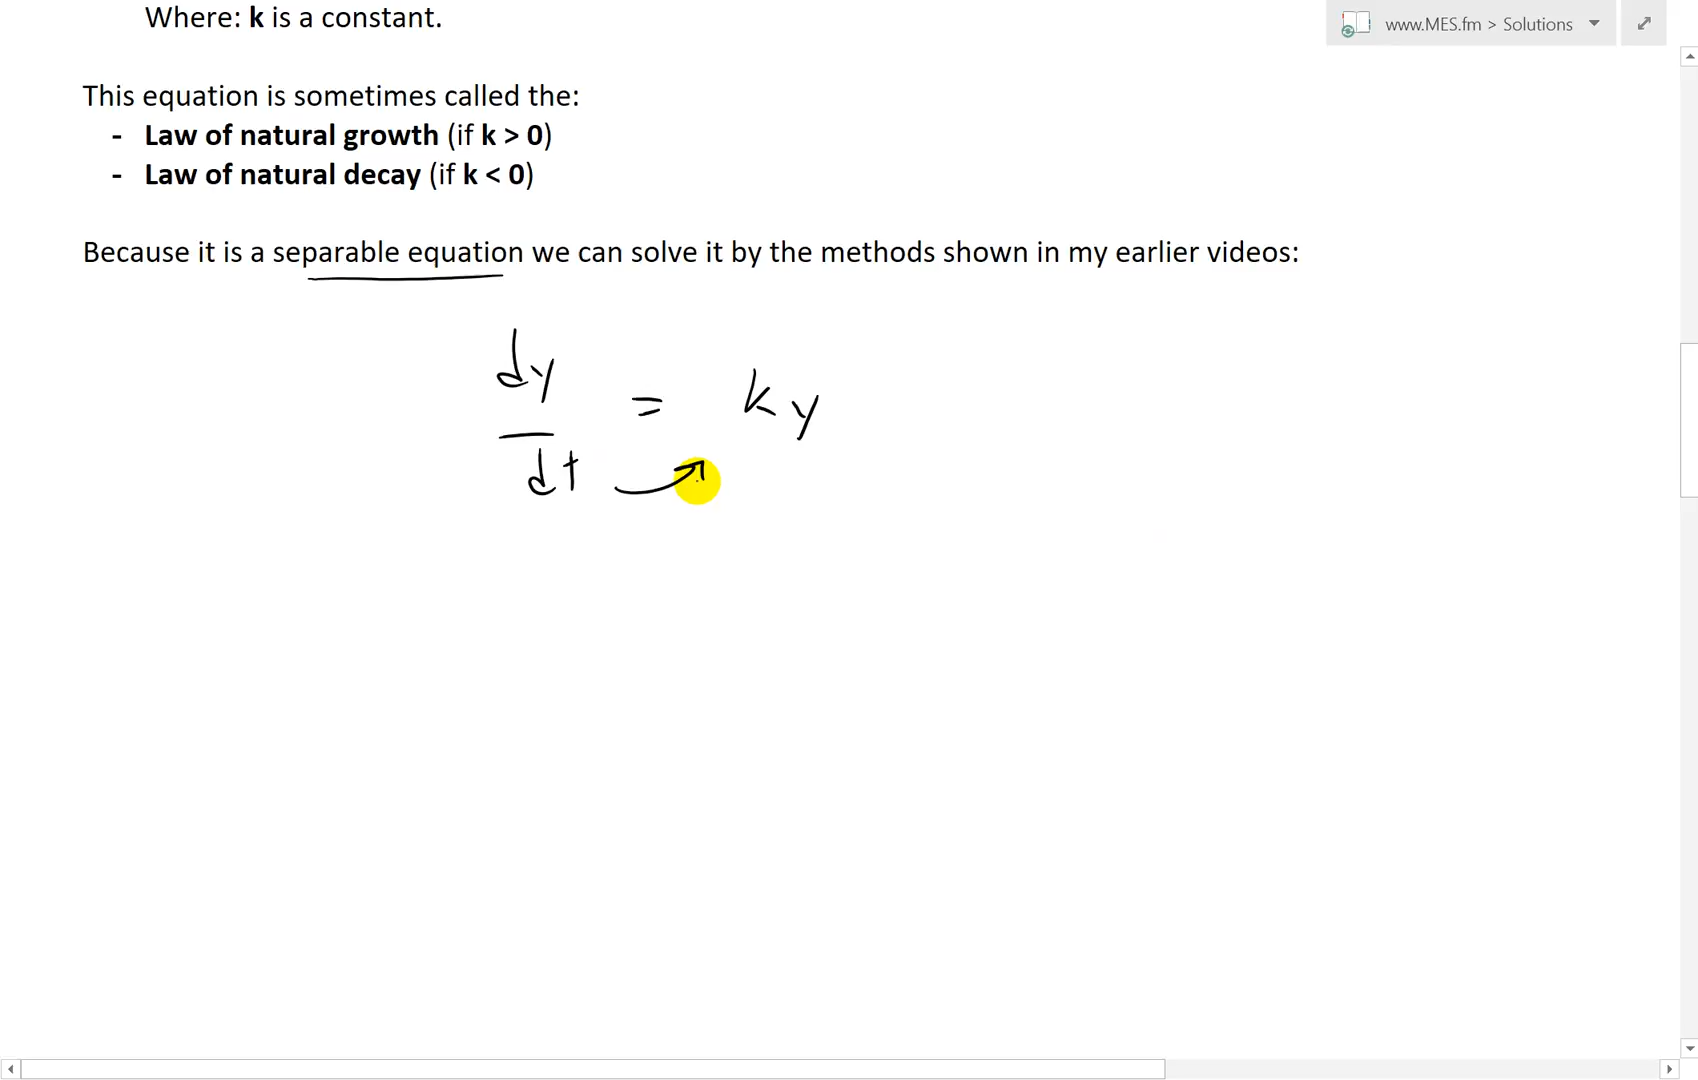 Where: k is a constant.
www.MES.fm > Solutions
This equation is sometimes called the:
- Law of natural growth (if k > 0)
- Law of natural decay (if k < 0)
Because it is a separable equation we can solve it by the methods shown in my earlier videos:
dy
= ky
dt